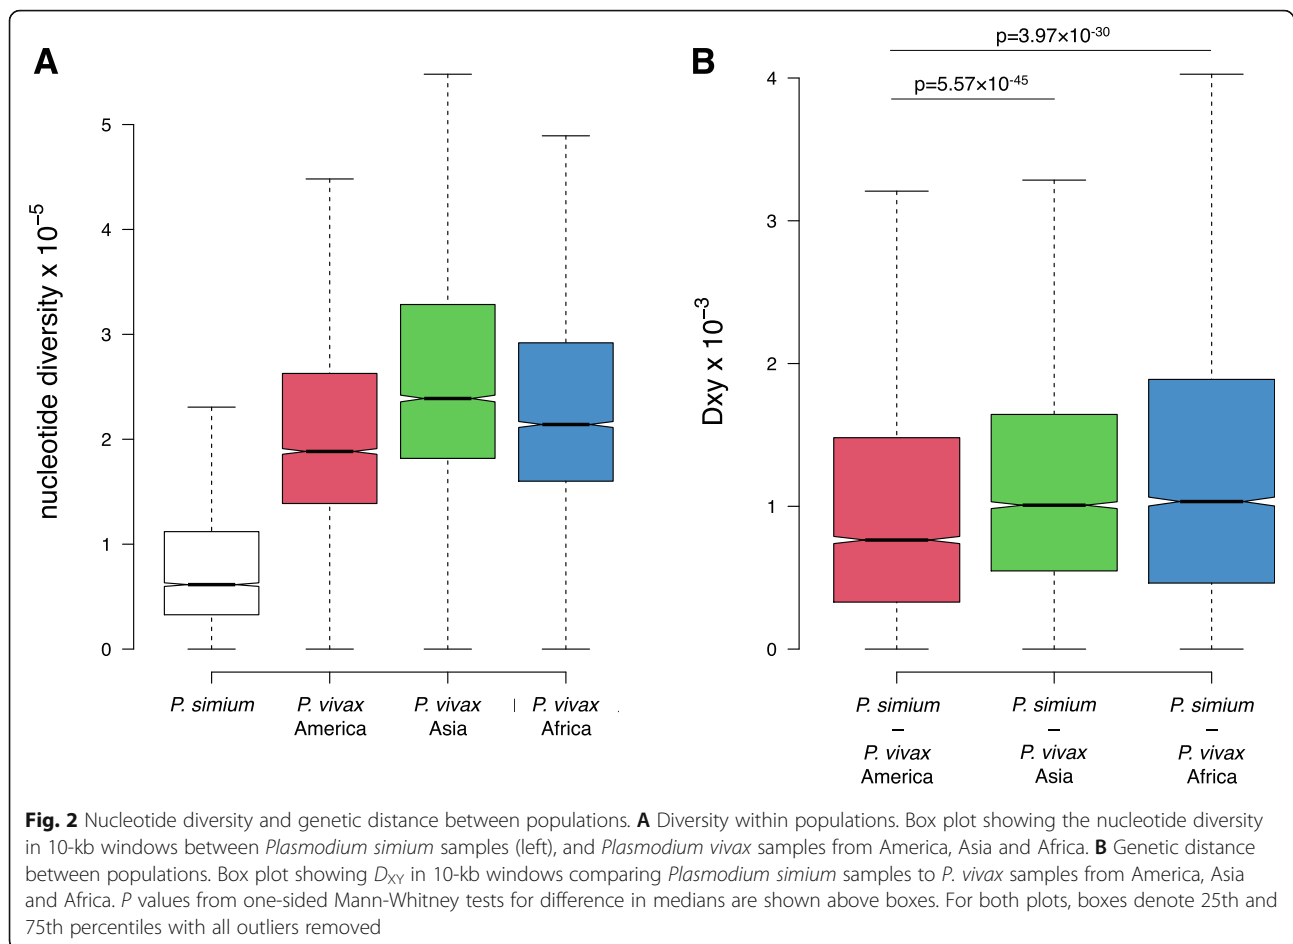 A
nucleotide diversity x 10⁻⁵
5
4
3
2
1
0
P. simium
P. vivax
America
P. vivax
Asia
P. vivax
Africa
B
p=3.97×10⁻³⁰
p=5.57×10⁻⁴⁵
Dxy x 10⁻³
4
3
2
1
0
P. simium
–
P. vivax
America
P. simium
–
P. vivax
Asia
P. simium
–
P. vivax
Africa
Fig. 2 Nucleotide diversity and genetic distance between populations. A Diversity within populations. Box plot showing the nucleotide diversity
in 10-kb windows between Plasmodium simium samples (left), and Plasmodium vivax samples from America, Asia and Africa. B Genetic distance
between populations. Box plot showing D_XY in 10-kb windows comparing Plasmodium simium samples to P. vivax samples from America, Asia
and Africa. P values from one-sided Mann-Whitney tests for difference in medians are shown above boxes. For both plots, boxes denote 25th and
75th percentiles with all outliers removed